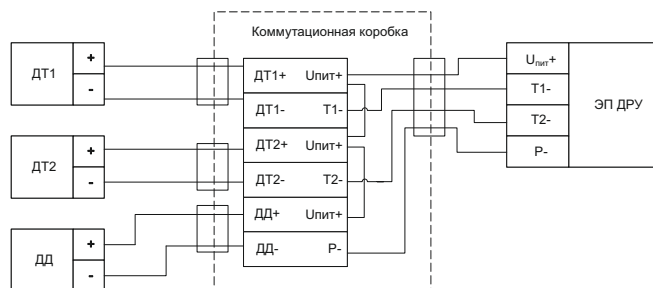 Коммутационная коробка
ДТ1
+
-
ДТ2
+
-
ДД
+
-
ДТ1+ Uпит+
ДТ1- Т1-
ДТ2+ Uпит+
ДТ2- Т2-
ДД+ Uпит+
ДД- Р-
Uпит+
Т1-
Т2-
Р-
ЭП ДРУ